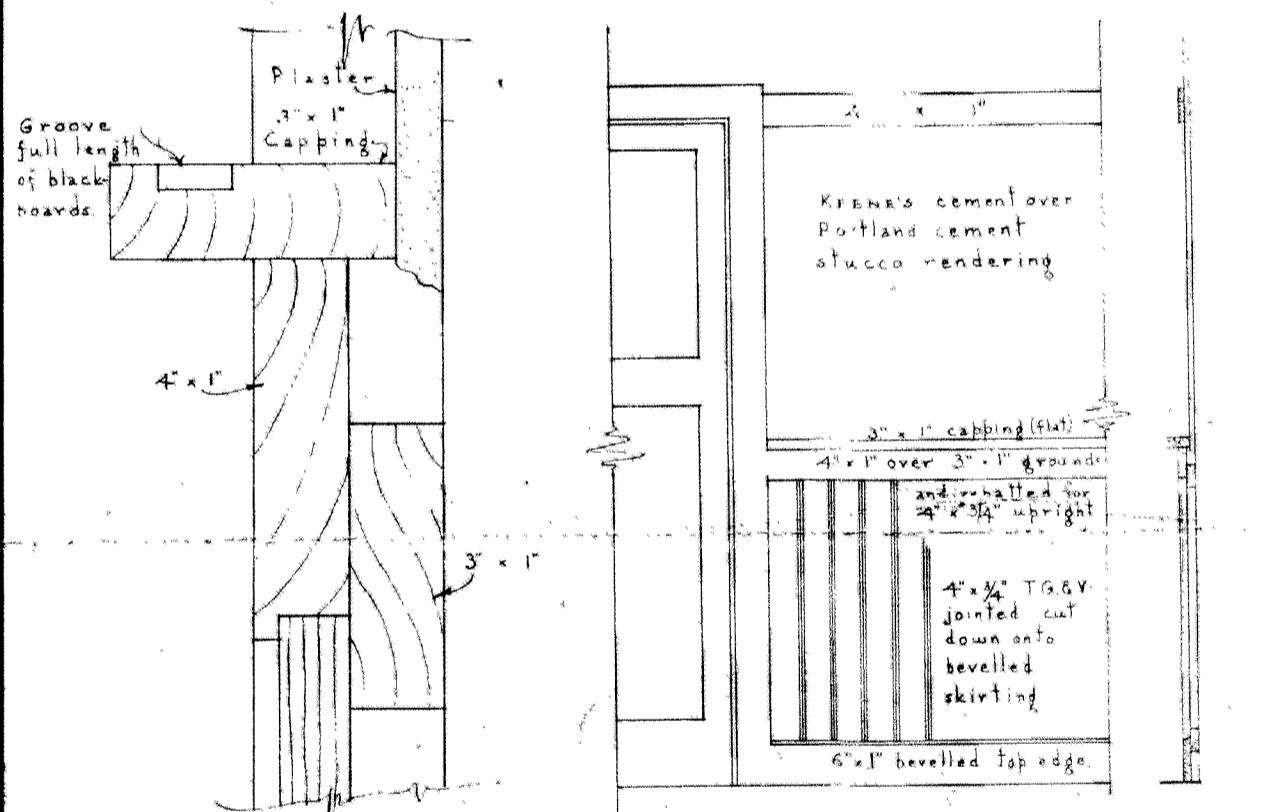 Plaster
3" x 1"
Capping
Groove
full length
of black-
boards.
4" x 1"
3" x 1"
x 1"
KEENE's cement over
Portland cement
stucco rendering
3" x 1" capping (flat)
4" x 1" over 3" x 1" grounds
and rebatted for
4" x 3/4" upright
4" x 3/4" T.G.& V.
jointed cut
down onto
bevelled
skirting
6" x 1" bevelled top edge.